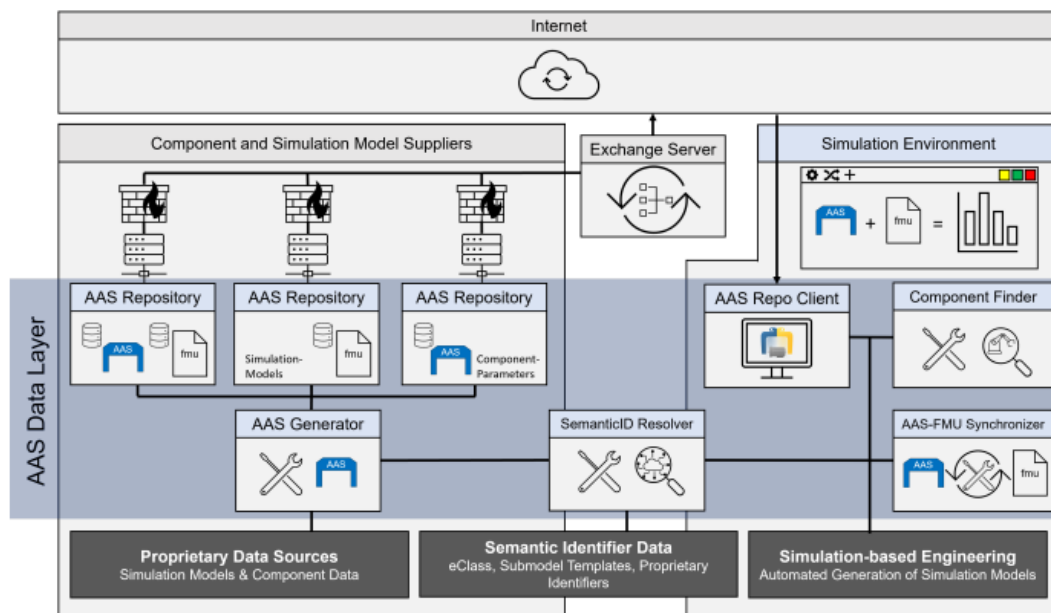 Internet
Component and Simulation Model Suppliers
Exchange Server
Simulation Environment
AAS
+
fmu
=
AAS Data Layer
AAS Repository
AAS
fmu
AAS Repository
Simulation-
Models
fmu
AAS Repository
AAS
Component-
Parameters
AAS Repo Client
Component Finder
AAS Generator
AAS
SemanticID Resolver
AAS-FMU Synchronizer
AAS
fmu
Proprietary Data Sources
Simulation Models & Component Data
Semantic Identifier Data
eClass, Submodel Templates, Proprietary
Identifiers
Simulation-based Engineering
Automated Generation of Simulation Models